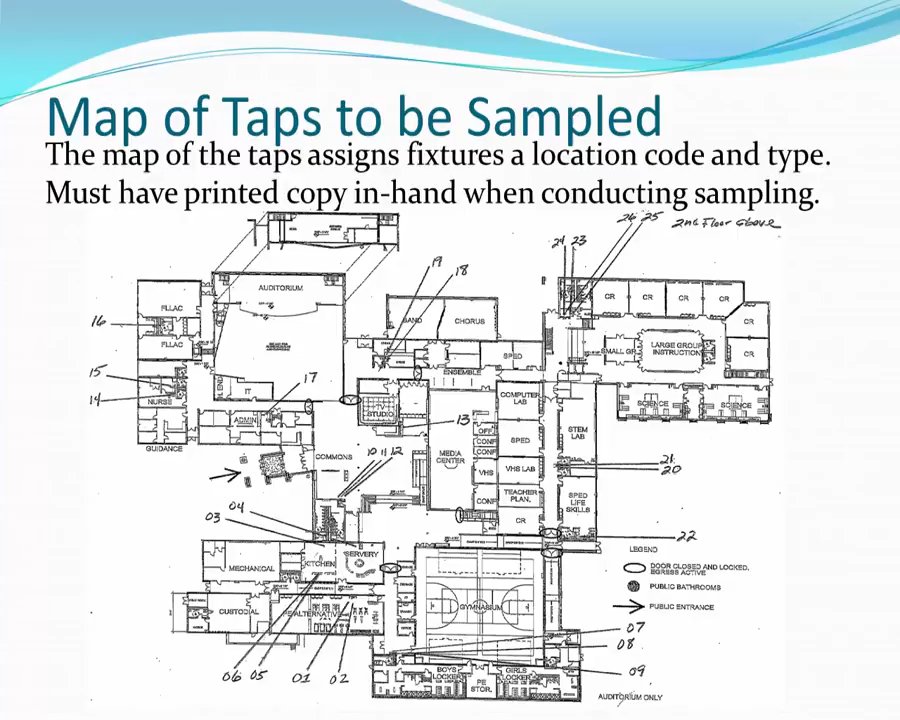 Map of Taps to be Sampled
The map of the taps assigns fixtures a location code and type.
Must have printed copy in-hand when conducting sampling.
26 25
2nd Floor Above
24 23
19
18
AUDITORIUM
FLLAC
CR CR CR CR
16
BAND CHORUS
CR
FLLAC
SMALL GR.
LARGE GROUP
INSTRUCTION
SPED
CR
15
ENSEMBLE
17
14
NURSE
IT
COMPUTER
LAB
SCIENCE SCIENCE
TV
STUDIO
ADMIN
13
STEM
LAB
OFF
CONF
SPED
GUIDANCE
CONF
10 11 12
COMMONS
MEDIA
CENTER
21
VHS
VHS LAB
20
TEACHER
PLAN.
SPED
LIFE
SKILLS
CONF
04
03
CR
22
LEGEND
SERVERY
KITCHEN
MECHANICAL
DOOR CLOSED AND LOCKED.
EGRESS ACTIVE
PUBLIC BATHROOMS
PUBLIC ENTRANCE
GYMNASIUM
CUSTODIAL
ALTERNATIVE
07
08
06 05 01 02
BOYS
LOCKER
GIRLS
LOCKER
09
PE
STOR.
AUDITORIUM ONLY